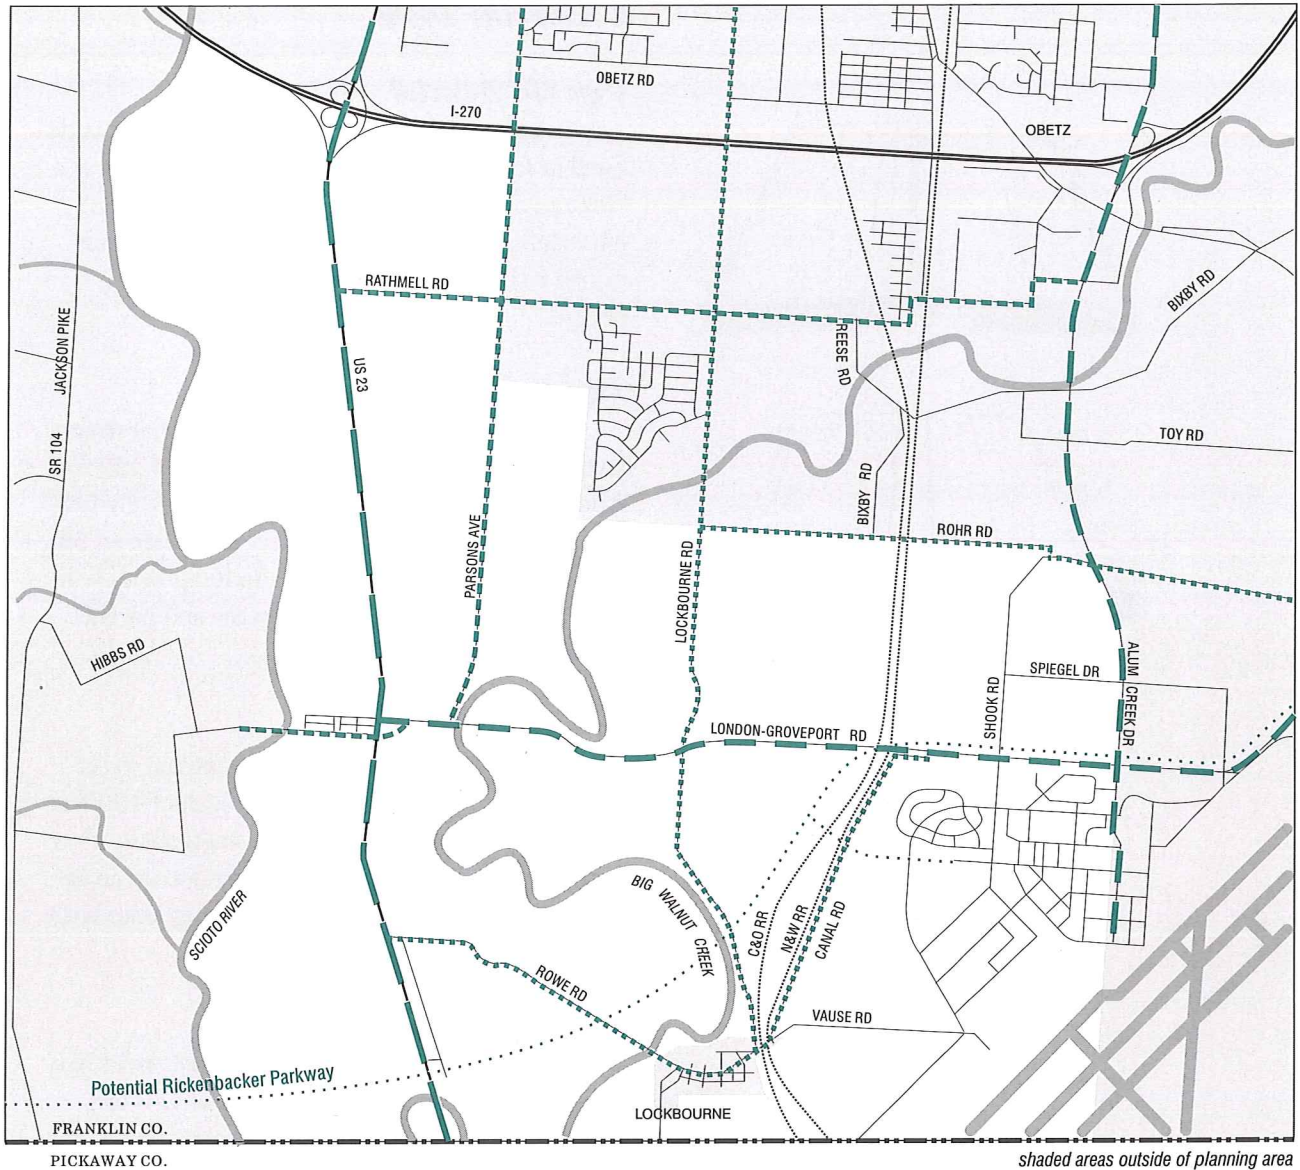 OBETZ RD
I-270
OBETZ
RATHMELL RD
BIXBY RD
JACKSON PIKE
REESE RD
US 23
SR 104
TOY RD
BIXBY RD
PARSONS AVE
ROHR RD
LOCKBOURNE RD
HIBBS RD
ALUM CREEK DR
SPIEGEL DR
SHOOK RD
LONDON-GROVEPORT RD
BIG WALNUT CREEK
SCIOTO RIVER
C&O RR
N&W RR
CANAL RD
ROWE RD
VAUSE RD
Potential Rickenbacker Parkway
LOCKBOURNE
FRANKLIN CO.
PICKAWAY CO.
shaded areas outside of planning area